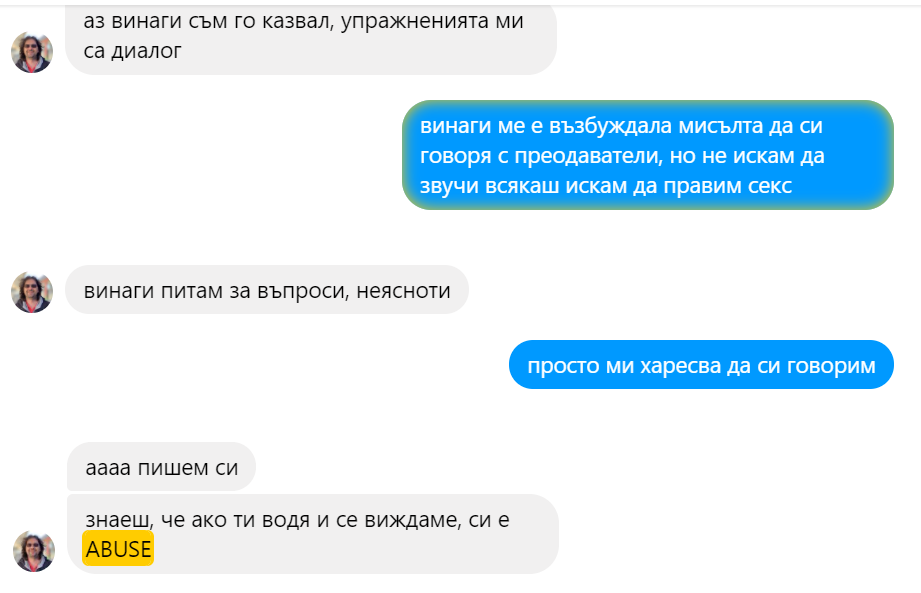 аз винаги съм го казвал, упражненията ми
са диалог
винаги ме е възбуждала мисълта да си
говоря с преодаватели, но не искам да
звучи всякаш искам да правим секс
винаги питам за въпроси, неясноти
просто ми харесва да си говорим
аааа пишем си
знаеш, че ако ти водя и се виждаме, си е
ABUSE